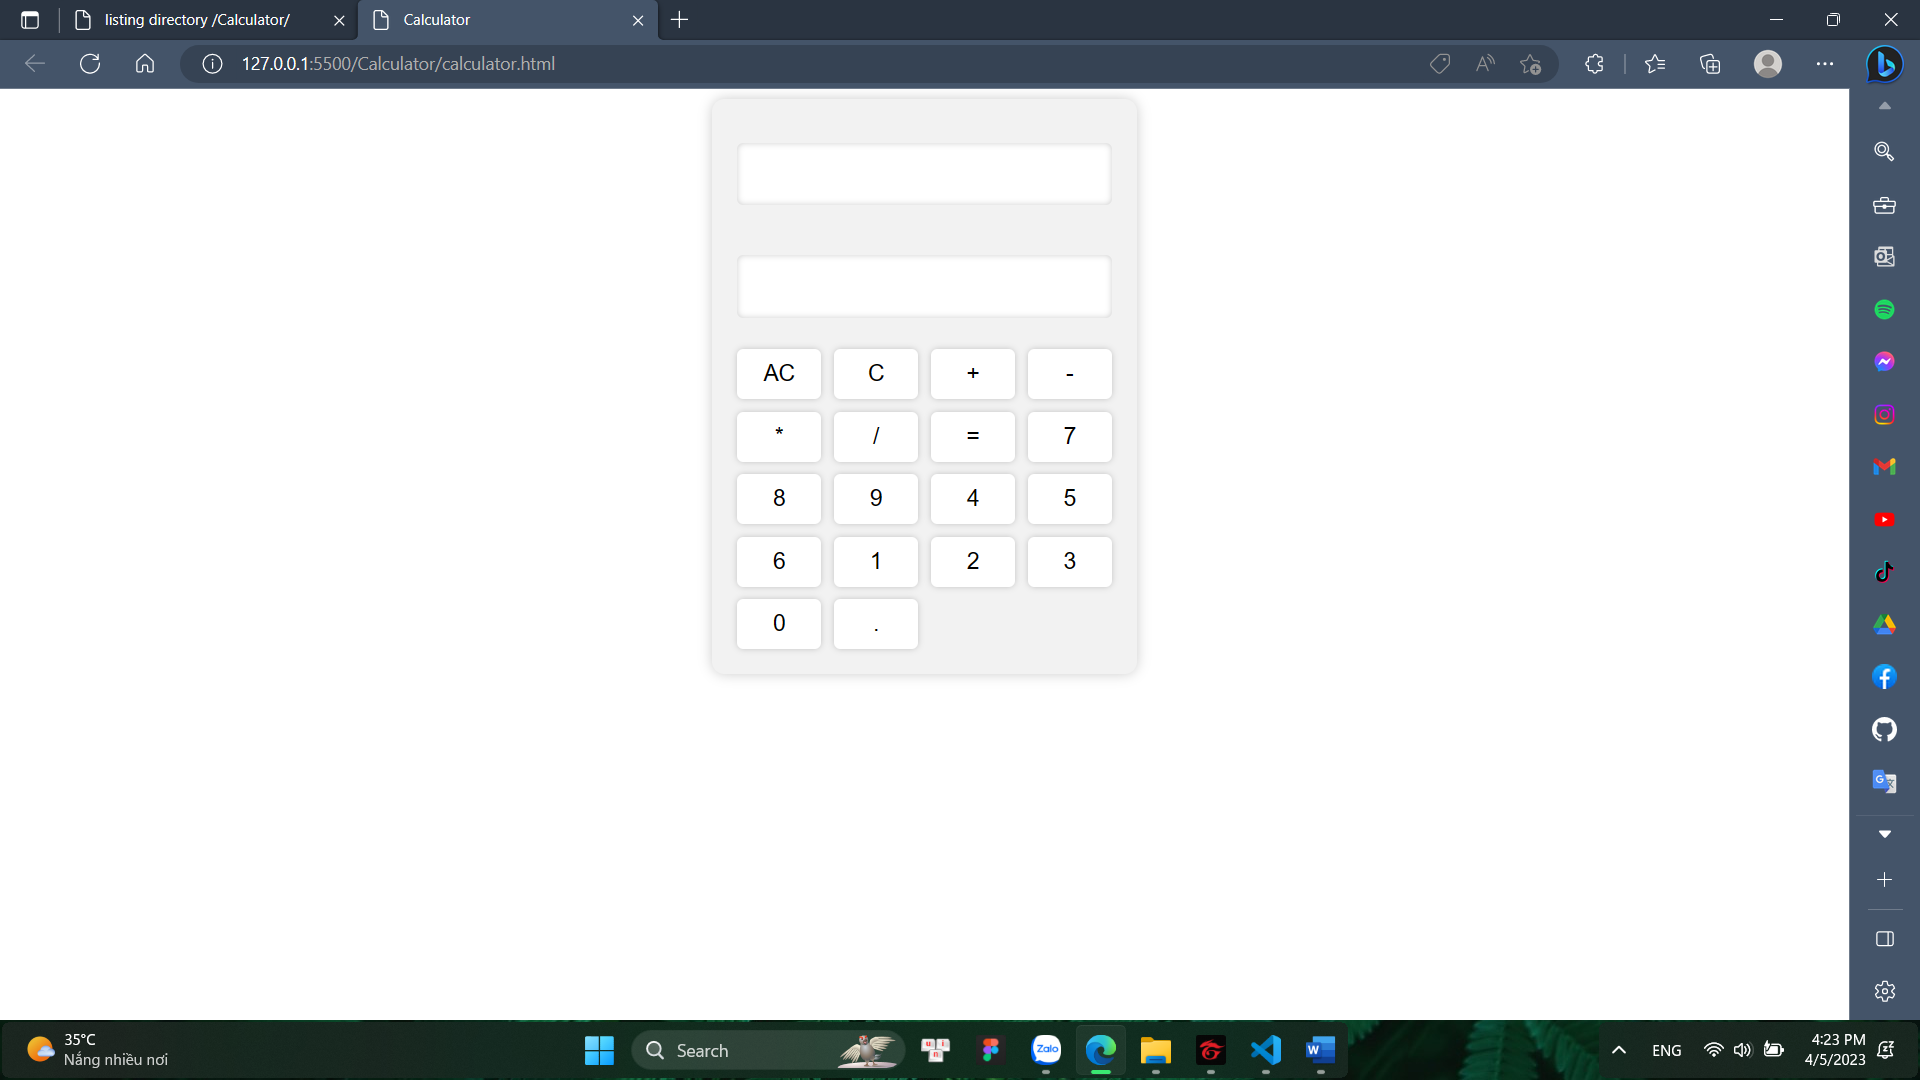 listing directory /Calculator/
Calculator
127.0.0.1:5500/Calculator/calculator.html
AC C + -
* / = 7
8 9 4 5
6 1 2 3
0 .
35°C
Nắng nhiều nơi
Search
Zalo
ENG
4:23 PM
4/5/2023